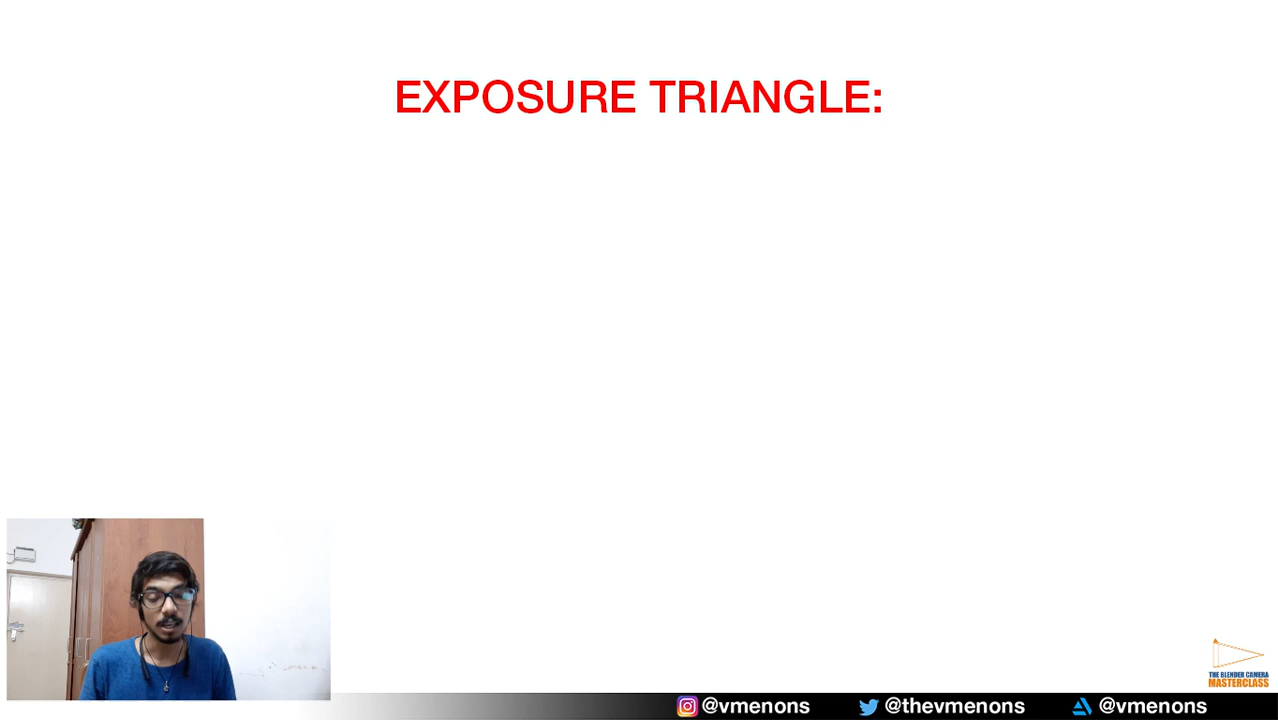 EXPOSURE TRIANGLE:
THE BLENDER CAMERA
MASTERCLASS
@vmenons
@thevmenons
@vmenons